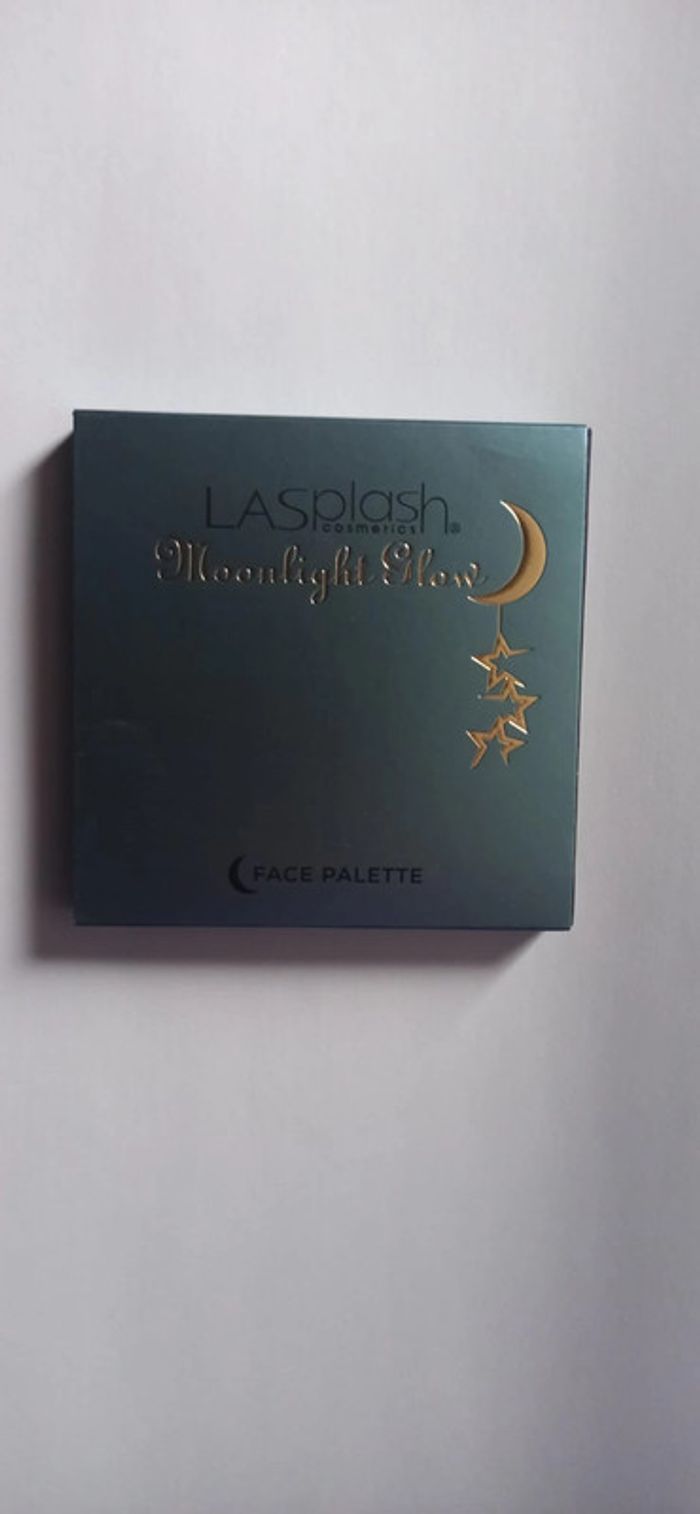 LASplash
cosmetics®
Moonlight Glow
FACE PALETTE